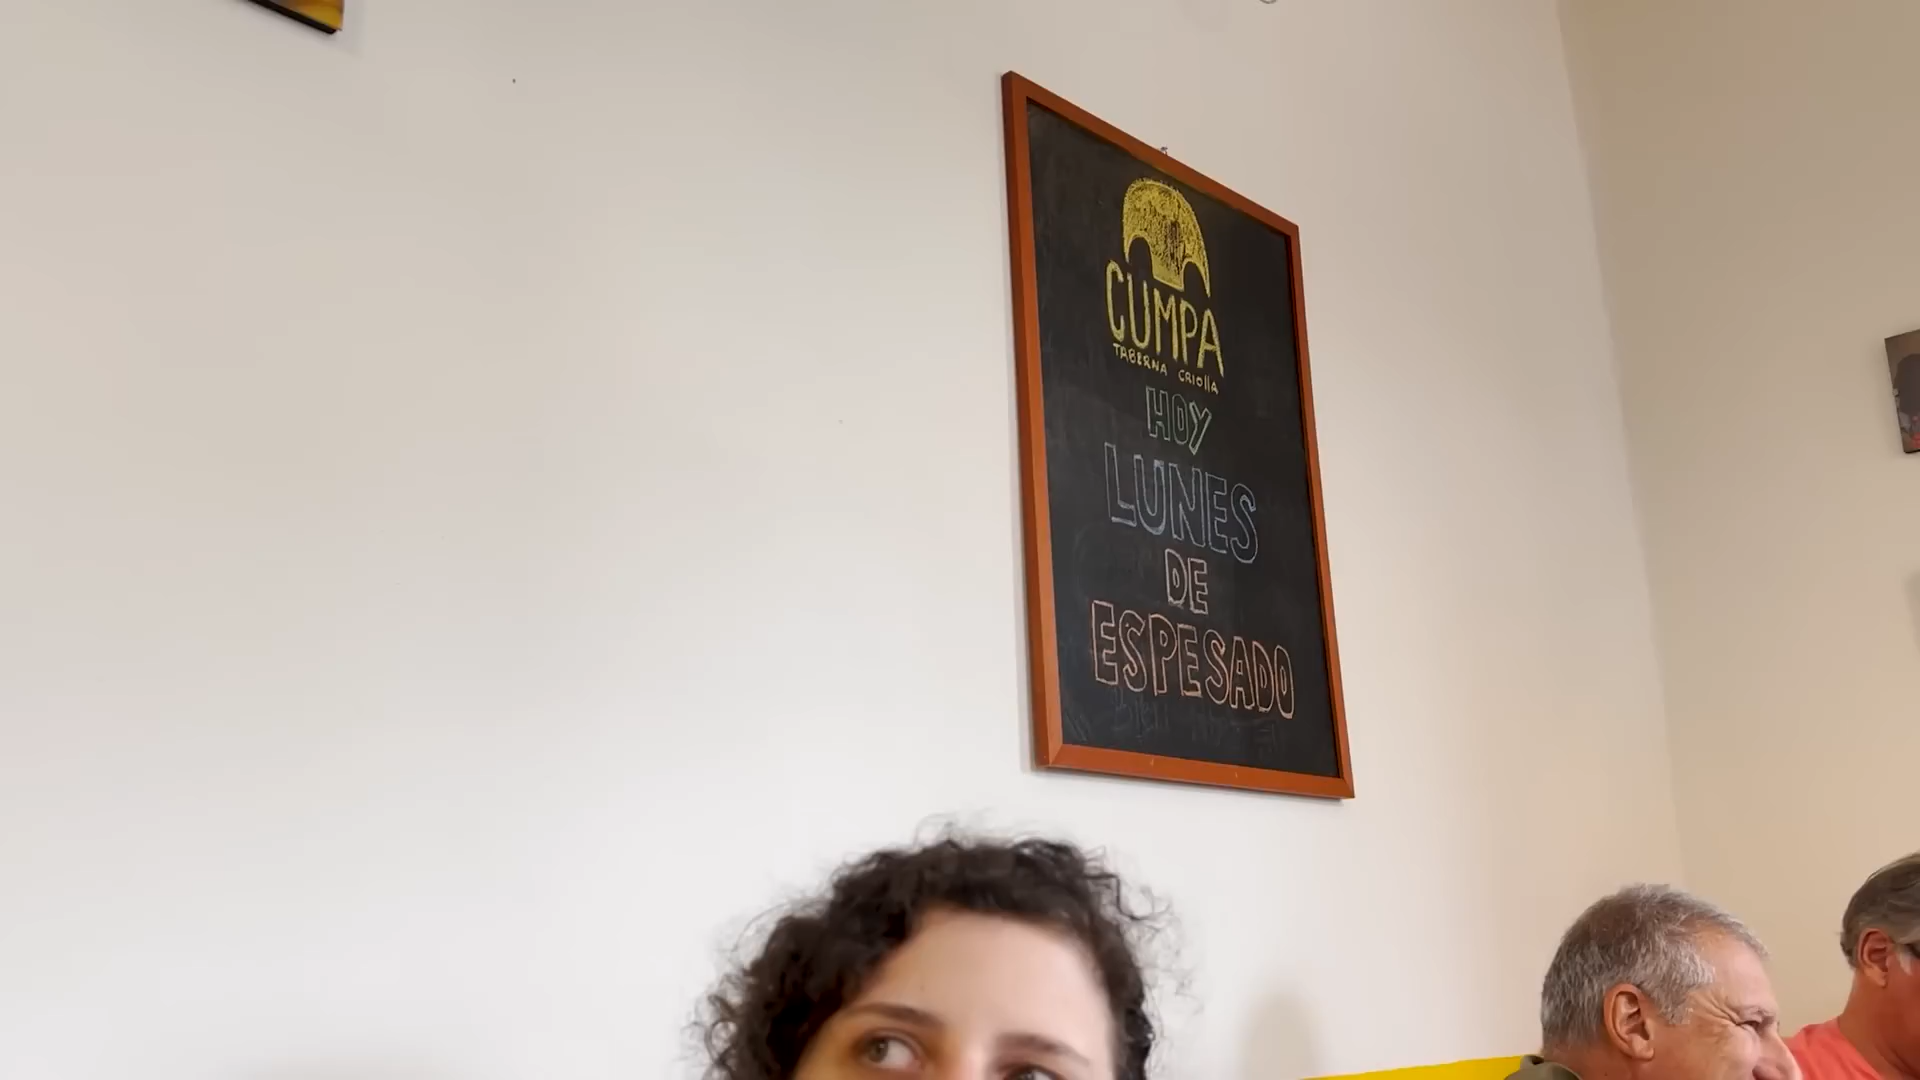 CUMPA
TABERNA CRIOllA
HOY
LUNES
DE
ESPESADO